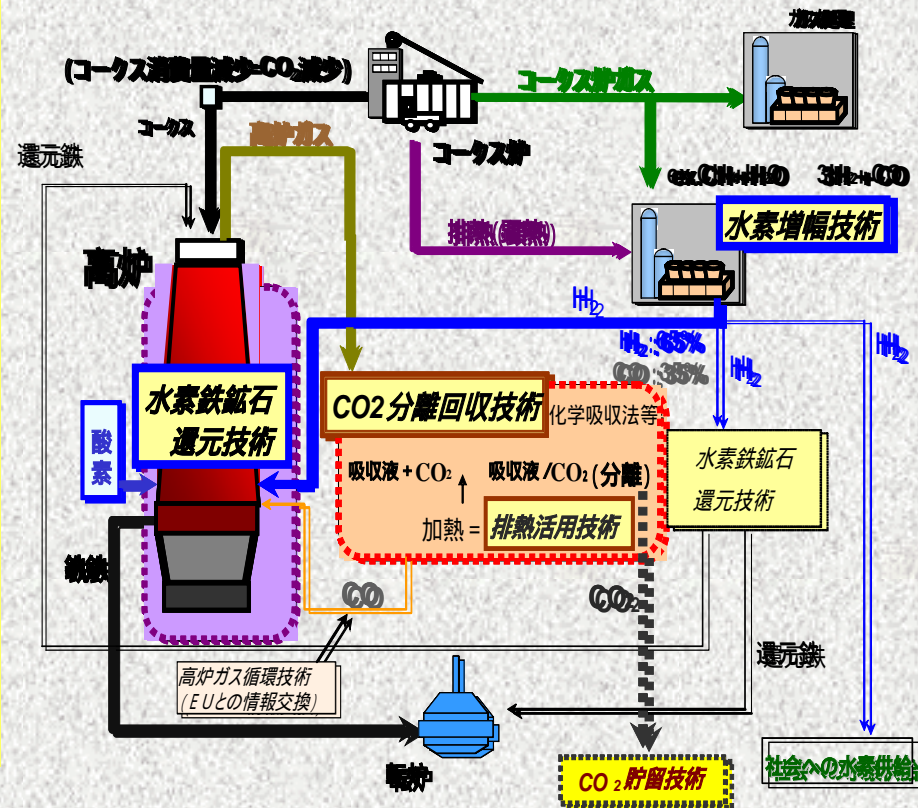 (コークス消費量減少=CO2減少)
コークス
還元鉄
高炉ガス
コークス炉ガス
コークス炉
ガス処理
3H2+CO
水素増幅技術
高炉
H2
H2:65%
CO:35%
H2
H2
水素鉄鉱石
還元技術
酸素
CO2分離回収技術
化学吸収法等
吸収液+CO2
吸収液/CO2(分離)
加熱=
排熱活用技術
水素鉄鉱石
還元技術
CO
CO2
高炉ガス循環技術
(EUとの情報交換)
還元鉄
転炉
CO2貯留技術
社会への水素供給